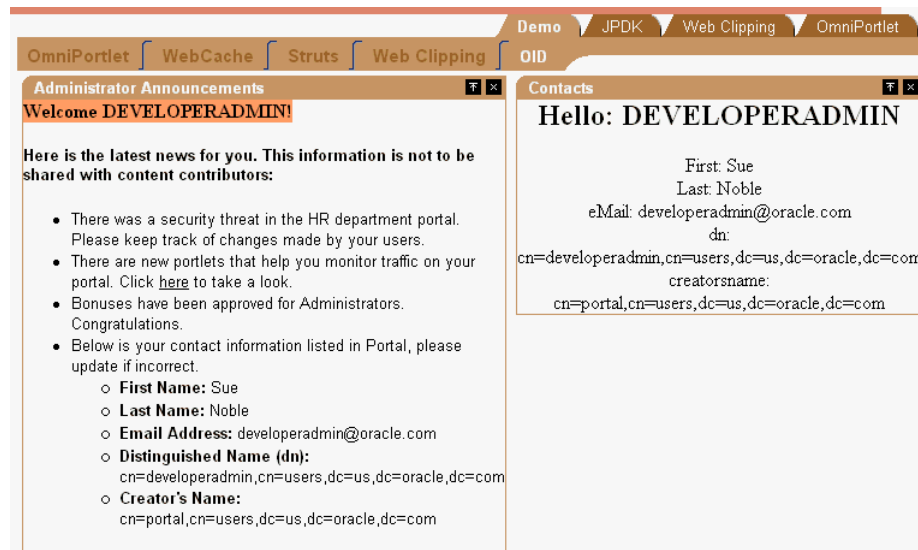 Demo JPDK Web Clipping OmniPortlet
OmniPortlet WebCache Struts Web Clipping OID
Administrator Announcements
Welcome DEVELOPERADMIN!
Here is the latest news for you. This information is not to be
shared with content contributors:
There was a security threat in the HR department portal.
Please keep track of changes made by your users.
There are new portlets that help you monitor traffic on your
portal. Click here to take a look.
Bonuses have been approved for Administrators.
Congratulations.
Below is your contact information listed in Portal, please
update if incorrect.
First Name: Sue
Last Name: Noble
Email Address: developeradmin@oracle.com
Distinguished Name (dn):
cn=developeradmin,cn=users,dc=us,dc=oracle,dc=com
Creator's Name:
cn=portal,cn=users,dc=us,dc=oracle,dc=com
Contacts
Hello: DEVELOPERADMIN
First: Sue
Last: Noble
eMail: developeradmin@oracle.com
dn:
cn=developeradmin,cn=users,dc=us,dc=oracle,dc=com
creatorsname:
cn=portal,cn=users,dc=us,dc=oracle,dc=com